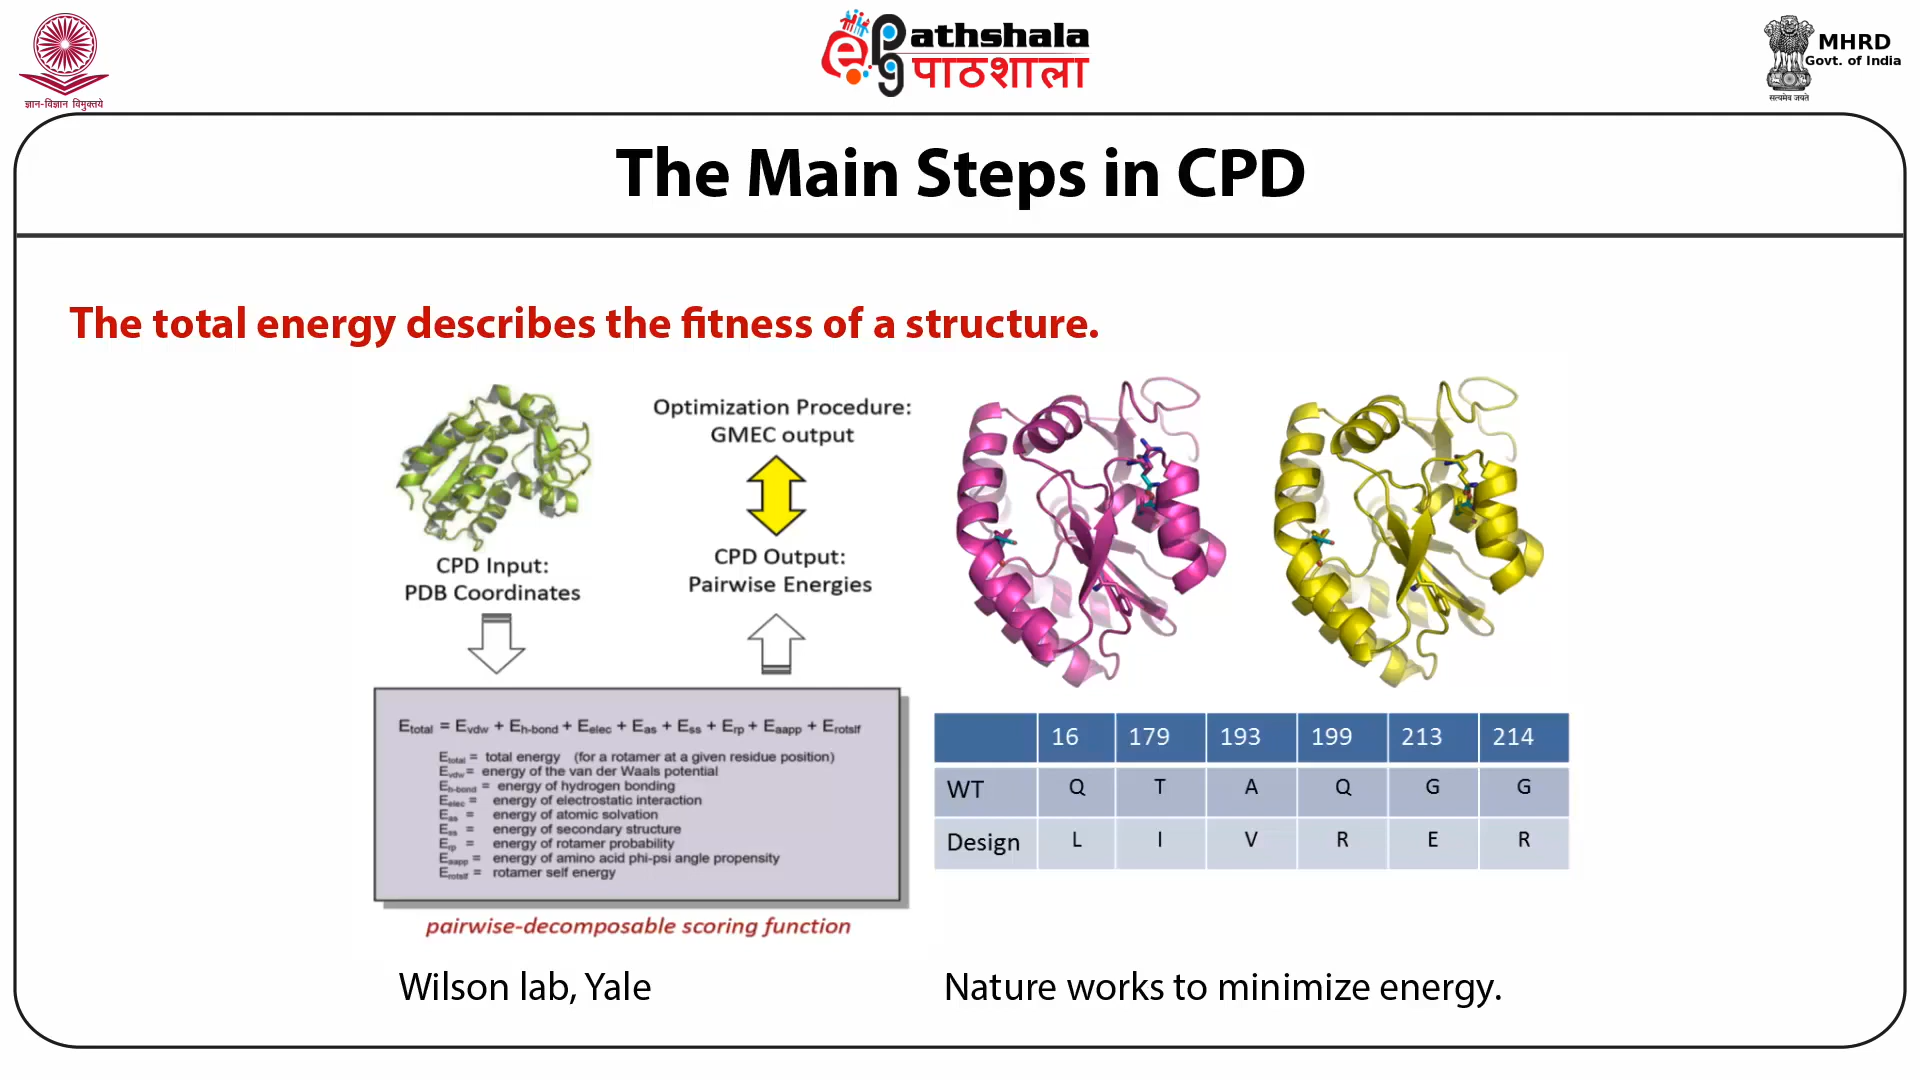 ज्ञान-विज्ञान विमुक्तये
ePathshala
पाठशाला
MHRD
Govt. of India
सत्यमेव जयते
The Main Steps in CPD
The total energy describes the fitness of a structure.
CPD Input:
PDB Coordinates
Optimization Procedure:
GMEC output
CPD Output:
Pairwise Energies
Etotal = Evdw + Eh-bond + Eelec + Eas + Ess + Erp + Eaapp + Erotslf
Etotal = total energy (for a rotamer at a given residue position)
Evdw = energy of the van der Waals potential
Eh-bond = energy of hydrogen bonding
Eelec = energy of electrostatic interaction
Eas = energy of atomic solvation
Ess = energy of secondary structure
Erp = energy of rotamer probability
Eaapp = energy of amino acid phi-psi angle propensity
Erotslf = rotamer self energy
pairwise-decomposable scoring function
16 179 193 199 213 214
WT Q T A Q G G
Design L I V R E R
Wilson lab, Yale
Nature works to minimize energy.